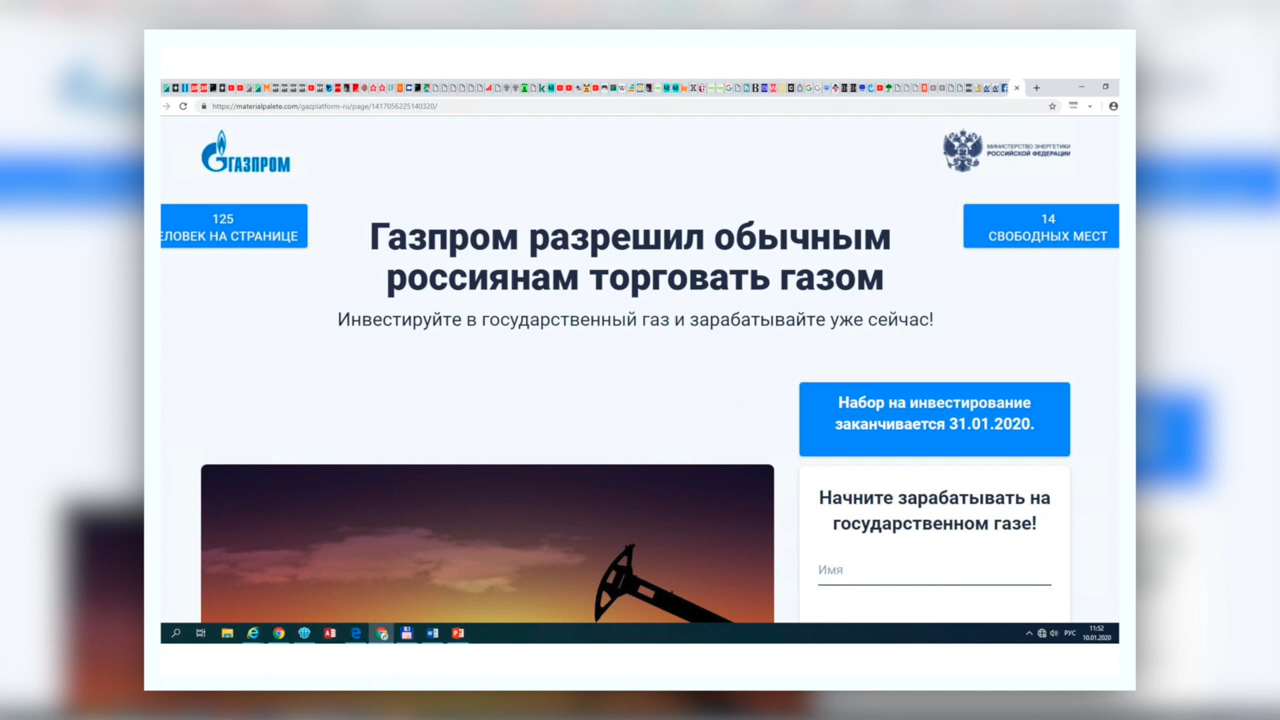 https://materialpalete.com/gazplatform-ru/page/1417056225140320/
ГАЗПРОМ
МИНИСТЕРСТВО ЭНЕРГЕТИКИ
РОССИЙСКОЙ ФЕДЕРАЦИИ
125
ЕЛОВЕК НА СТРАНИЦЕ
14
СВОБОДНЫХ МЕСТ
Газпром разрешил обычным
россиянам торговать газом
Инвестируйте в государственный газ и зарабатывайте уже сейчас!
Набор на инвестирование
заканчивается 31.01.2020.
Начните зарабатывать на
государственном газе!
Имя
РУС
11:52
10.01.2020